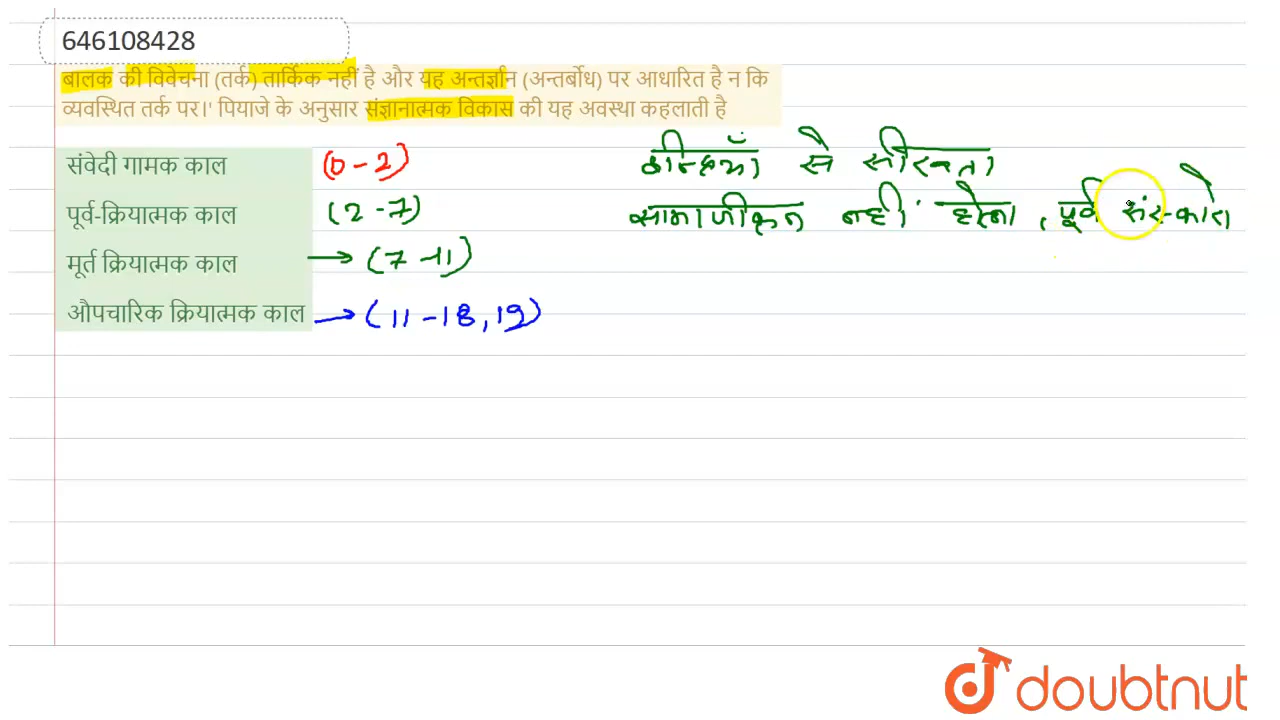 646108428
बालक की विवेचना (तर्क) तार्किक नहीं है और यह अन्तर्ज्ञान (अन्तर्बोध) पर आधारित है न कि
व्यवस्थित तर्क पर।' पियाजे के अनुसार संज्ञानात्मक विकास की यह अवस्था कहलाती है
संवेदी गामक काल (0-2) से सीखता
पूर्व-क्रियात्मक काल (2-7) नही होना, पूर्व
मूर्त क्रियात्मक काल → (7-11)
औपचारिक क्रियात्मक काल → (11-18, 19)
doubtnut